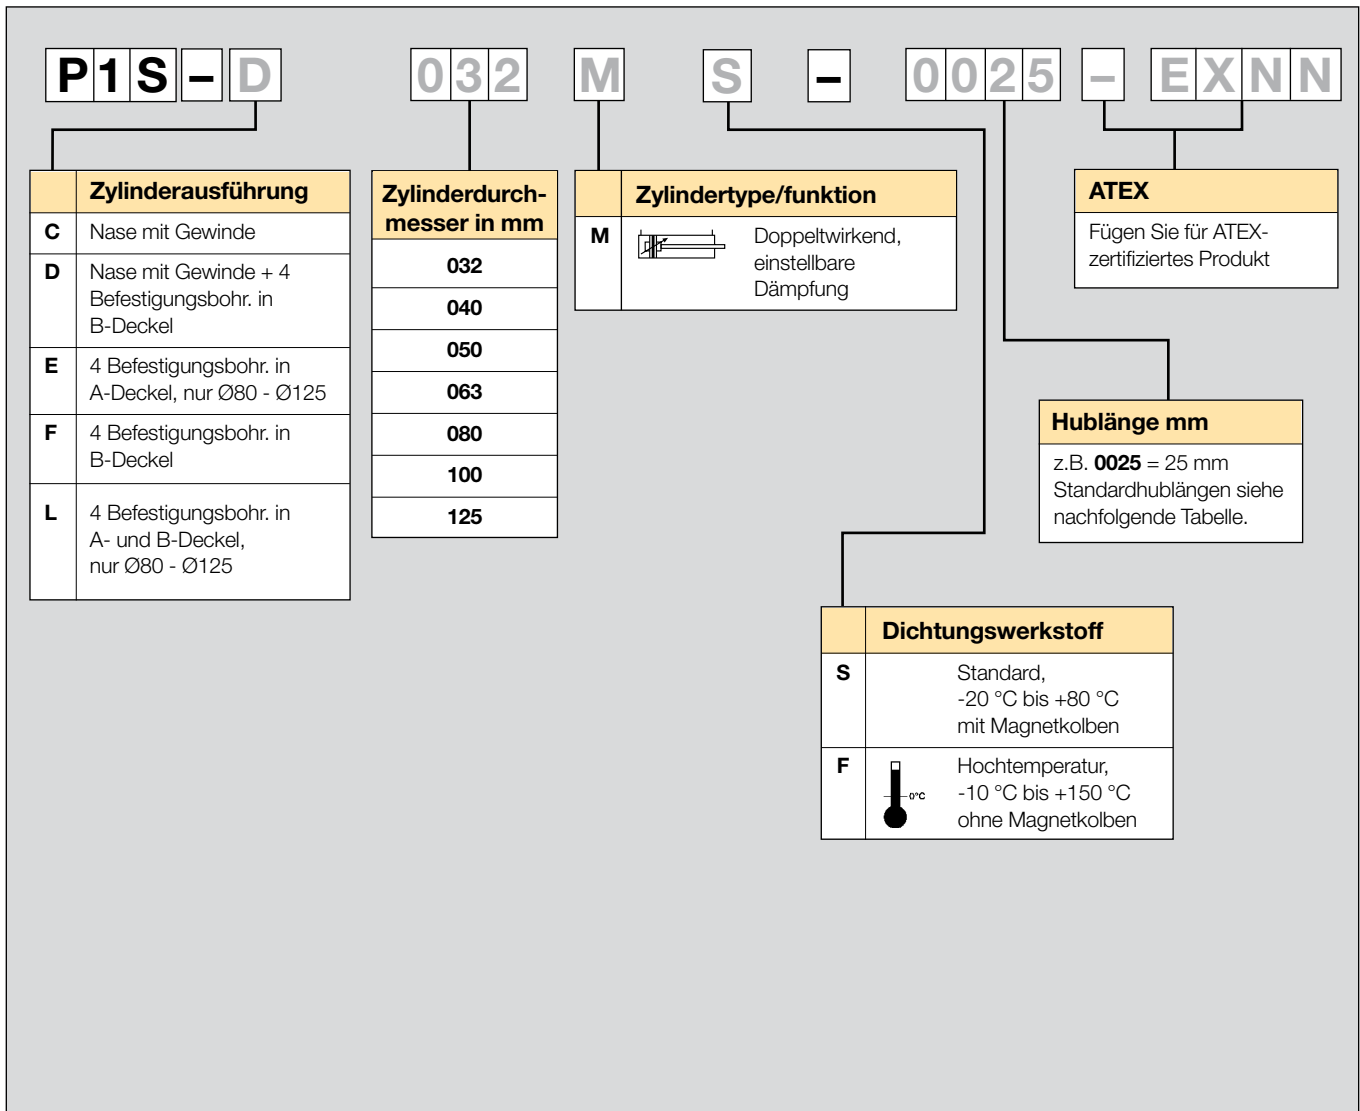 P1S-D 032 M S - 0025 - EXNN
Zylinderausführung
C Nase mit Gewinde
D Nase mit Gewinde + 4
Befestigungsbohr. in
B-Deckel
E 4 Befestigungsbohr. in
A-Deckel, nur Ø80 - Ø125
F 4 Befestigungsbohr. in
B-Deckel
L 4 Befestigungsbohr. in
A- und B-Deckel,
nur Ø80 - Ø125
Zylinderdurch-
messer in mm
032
040
050
063
080
100
125
Zylindertype/funktion
M Doppeltwirkend,
einstellbare
Dämpfung
ATEX
Fügen Sie für ATEX-
zertifiziertes Produkt
Hublänge mm
z.B. 0025 = 25 mm
Standardhublängen siehe
nachfolgende Tabelle.
Dichtungswerkstoff
S Standard,
-20 °C bis +80 °C
mit Magnetkolben
F Hochtemperatur,
0°C -10 °C bis +150 °C
ohne Magnetkolben